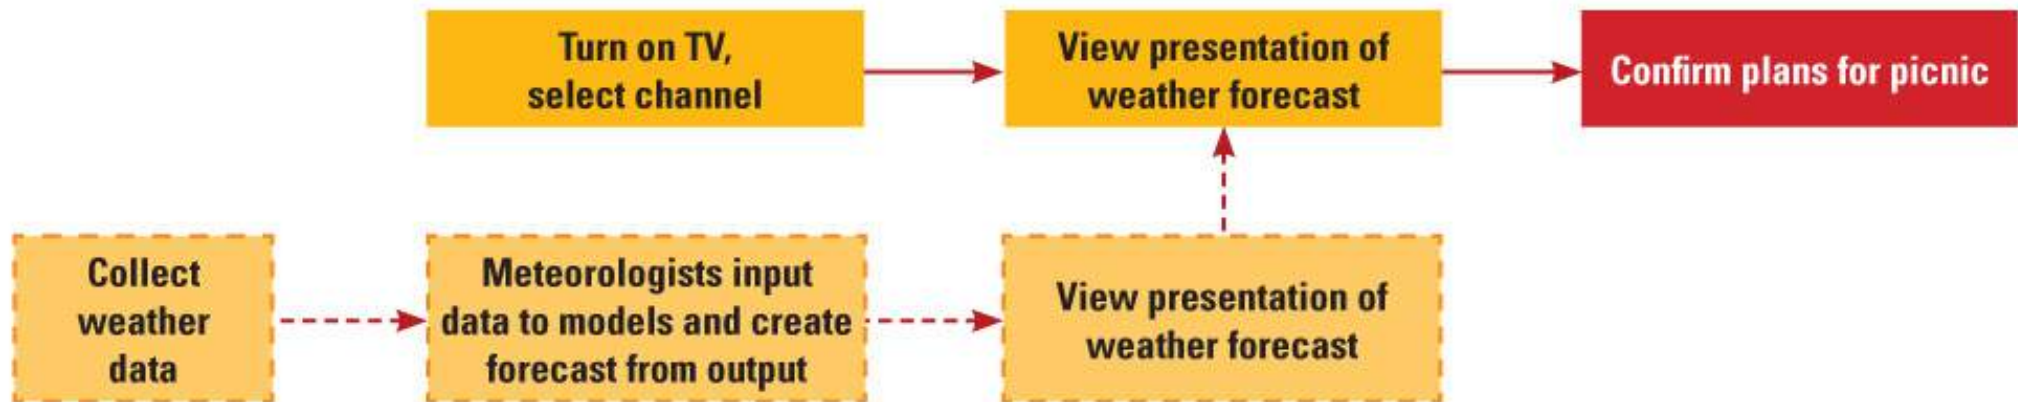 Turn on TV,
select channel
View presentation of
weather forecast
Confirm plans for picnic
Collect
weather
data
Meteorologists input
data to models and create
forecast from output
View presentation of
weather forecast